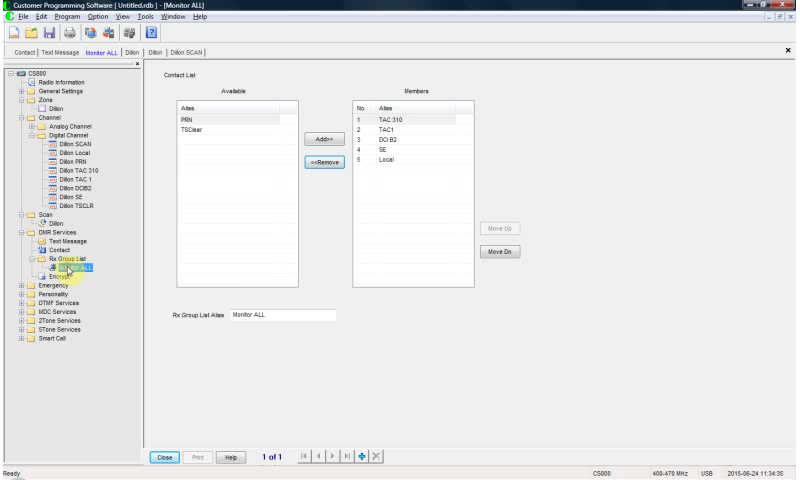 Customer Programming Software [ Untitled.rdb ] - [Monitor ALL]
File Edit Program Option View Tools Window Help
Contact Text Message Monitor ALL Dillon Dillon Dillon SCAN
CS800
Radio Information
General Settings
Zone
Dillon
Channel
Analog Channel
Digital Channel
Dillon SCAN
Dillon Local
Dillon PRN
Dillon TAC 310
Dillon TAC 1
Dillon DCIB2
Dillon SE
Dillon TSCLR
Scan
Dillon
DMR Services
Text Message
Contact
Rx Group List
Monitor ALL
Encrypt
Emergency
Personality
DTMF Services
MDC Services
2Tone Services
5Tone Services
Smart Call
Contact List
Available Members
Alias
PRN
TSClear
Add>>
<<Remove
No. Alias
1 TAC 310
2 TAC1
3 DCI B2
4 SE
5 Local
Move Up
Move Dn
Rx Group List Alias Monitor ALL
Close Print Help 1 of 1
Ready CS800 400-470 MHz USB 2015-06-24 11:34:35